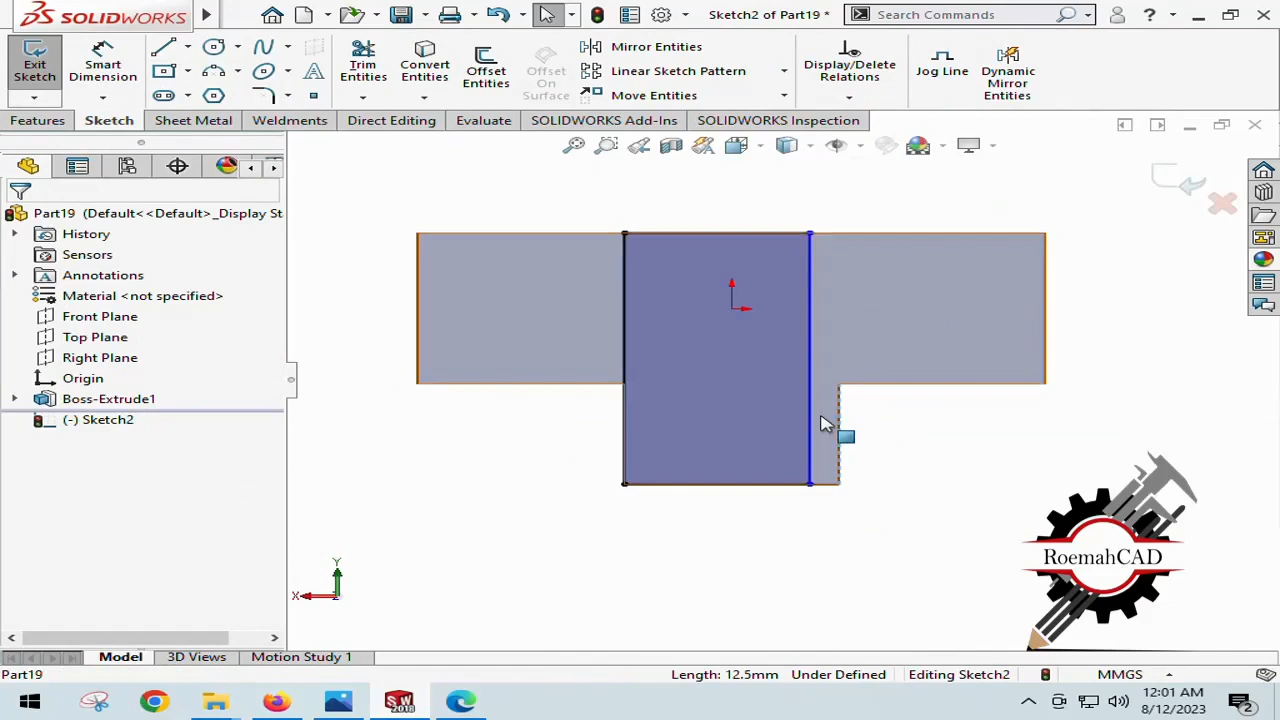 SOLIDWORKS
Sketch2 of Part19 *
Search Commands
?
Exit Sketch
Smart Dimension
Trim Entities
Convert Entities
Offset Entities
Offset On Surface
Mirror Entities
Linear Sketch Pattern
Move Entities
Display/Delete Relations
Jog Line
Dynamic Mirror Entities
Features
Sketch
Sheet Metal
Weldments
Direct Editing
Evaluate
SOLIDWORKS Add-Ins
SOLIDWORKS Inspection
Part19 (Default<<Default>_Display St
History
Sensors
Annotations
Material <not specified>
Front Plane
Top Plane
Right Plane
Origin
Boss-Extrude1
(-) Sketch2
Y
X
RoemahCAD
Model
3D Views
Motion Study 1
Part19
Length: 12.5mm
Under Defined
Editing Sketch2
MMGS
SW
2018
12:01 AM
8/12/2023
2